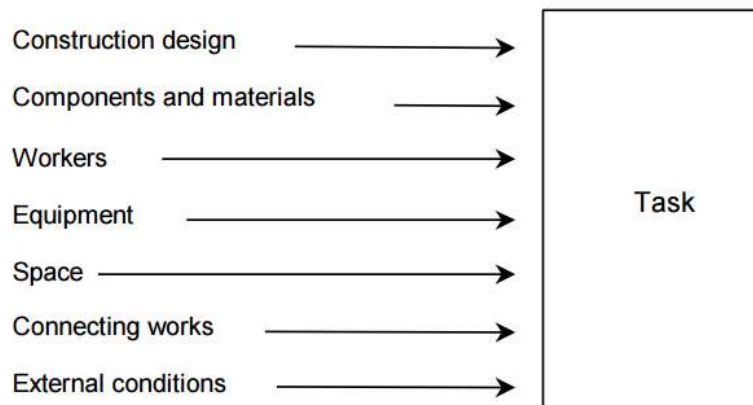 Construction design
Components and materials
Workers
Equipment
Space
Connecting works
External conditions
Task